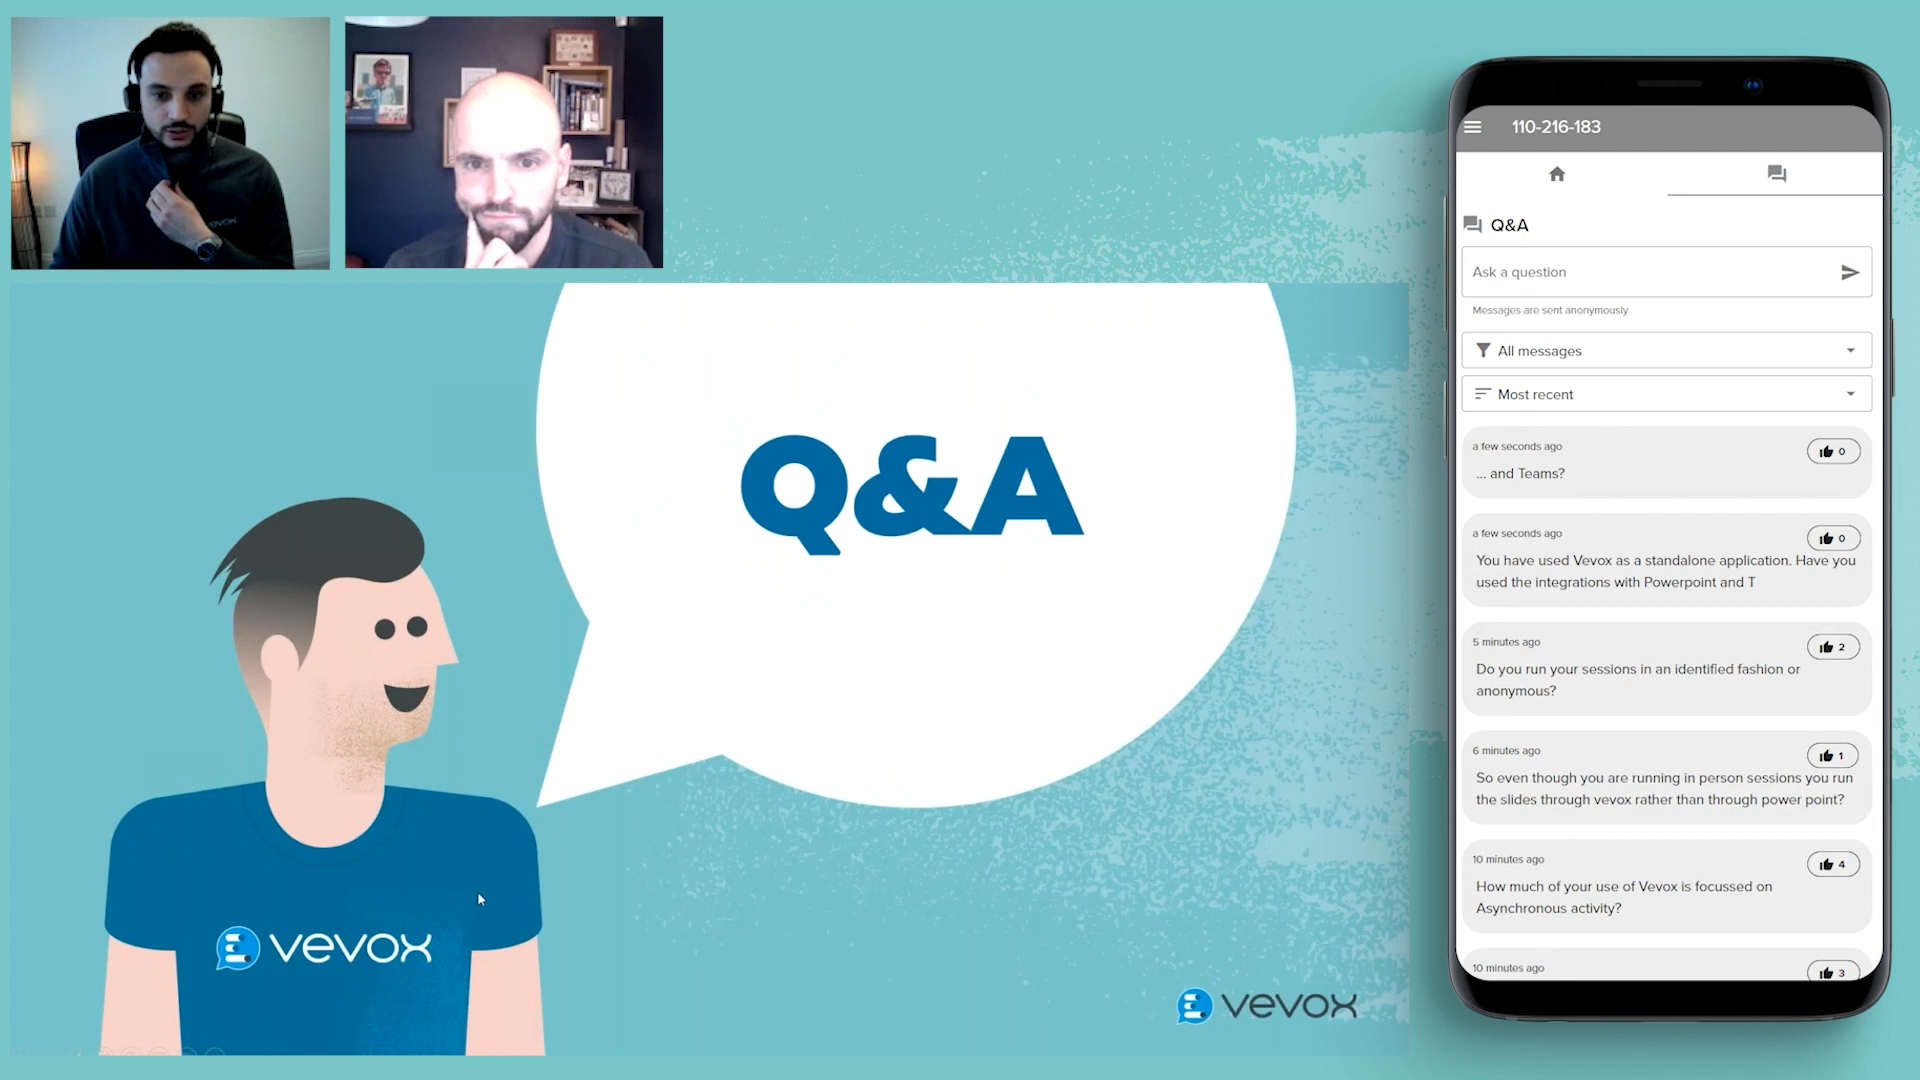 vevox
Q&A
vevox
vevox
110-216-183
Q&A
Ask a question
Messages are sent anonymously
All messages
Most recent
a few seconds ago
0
... and Teams?
a few seconds ago
0
You have used Vevox as a standalone application. Have you
used the integrations with Powerpoint and T
5 minutes ago
2
Do you run your sessions in an identified fashion or
anonymous?
6 minutes ago
1
So even though you are running in person sessions you run
the slides through vevox rather than through power point?
10 minutes ago
4
How much of your use of Vevox is focussed on
Asynchronous activity?
10 minutes ago
3